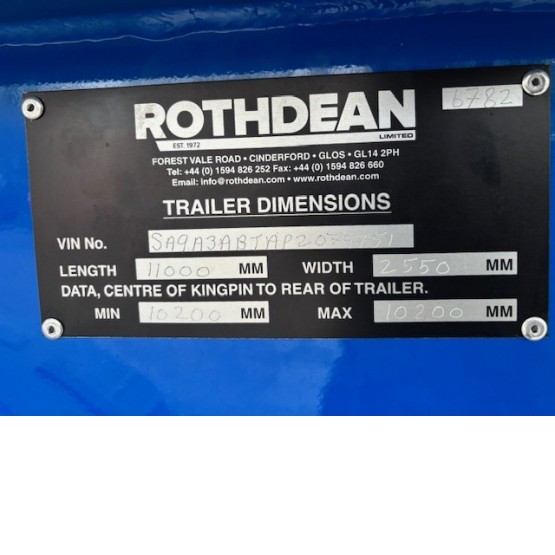 ROTHDEAN
6782
EST. 1972
LIMITED
FOREST VALE ROAD • CINDERFORD • GLOS • GL14 2PH
Tel: +44 (0) 1594 826 252 Fax: +44 (0) 1594 826 660
Email: info@rothdean.com • www.rothdean.com
TRAILER DIMENSIONS
VIN No.
LENGTH 11000 MM WIDTH 2550 MM
DATA, CENTRE OF KINGPIN TO REAR OF TRAILER.
MIN 10200 MM MAX 10200 MM